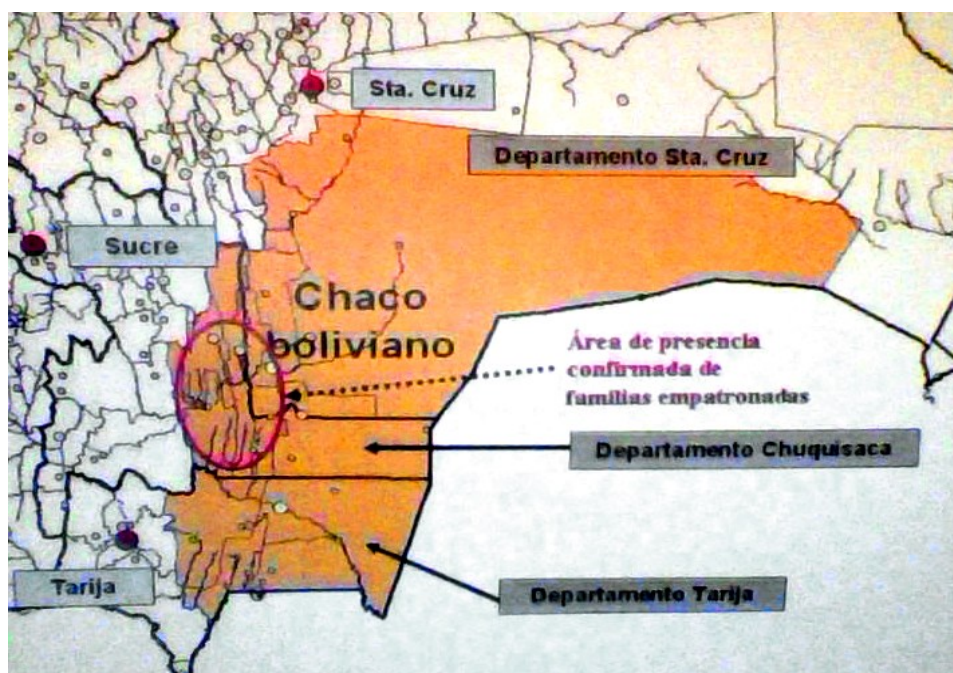 Sta. Cruz
Departamento Sta. Cruz
Sucre
Chaco
boliviano
Área de presencia
confirmada de
familias empatronadas
Departamento Chuquisaca
Departamento Tarija
Tarija